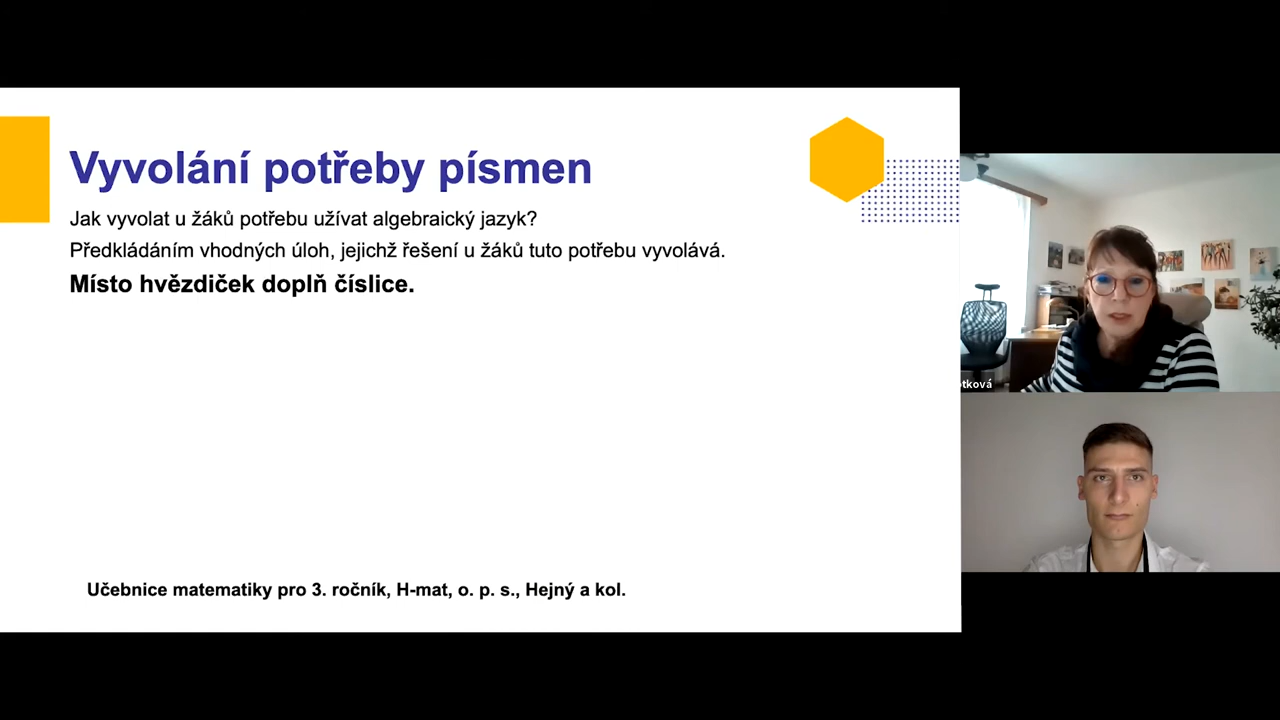 Vyvolání potřeby písmen
Jak vyvolat u žáků potřebu užívat algebraický jazyk?
Předkládáním vhodných úloh, jejichž řešení u žáků tuto potřebu vyvolává.
Místo hvězdiček doplň číslice.
otková
Učebnice matematiky pro 3. ročník, H-mat, o. p. s., Hejný a kol.